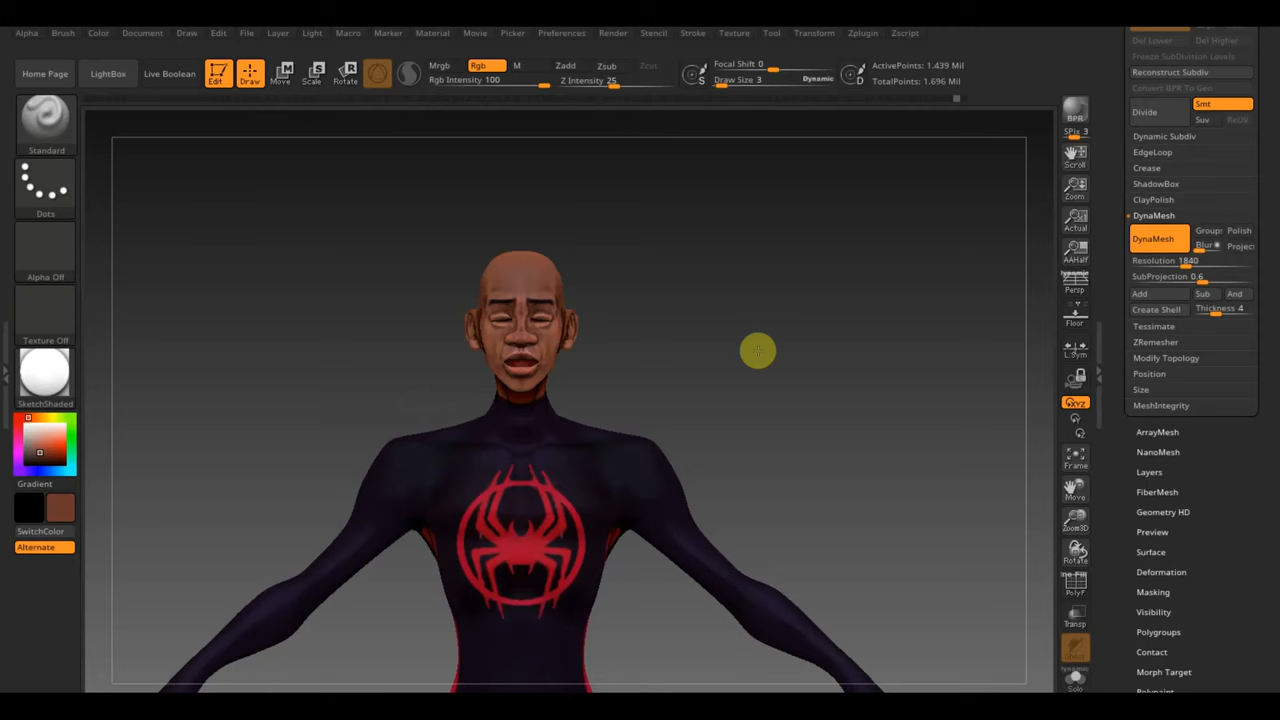 Alpha Brush Color Document Draw Edit File Layer Light Macro Marker Material Movie Picker Preferences Render Stencil Stroke Texture Tool Transform Zplugin Zscript
Home Page LightBox Live Boolean Edit Draw Move Scale Rotate
Mrgb Rgb M Zadd Zsub Zcut
Rgb Intensity 100 Z Intensity 25
Focal Shift 0
Draw Size 3 Dynamic
ActivePoints: 1.439 Mil
TotalPoints: 1.696 Mil
Standard
Dots
Alpha Off
Texture Off
SketchShaded
Gradient
SwitchColor
Alternate
BPR
SPix 3
Scroll
Zoom
Actual
AAHalf
Dynamic
Persp
Floor
L.Sym
XYZ
Frame
Move
Zoom3D
Rotate
PolyF
Transp
Solo
Del Lower Del Higher
Freeze SubDivision Levels
Reconstruct Subdiv
Convert BPR To Geo
Divide Smt
Suv ReUV
Dynamic Subdiv
EdgeLoop
Crease
ShadowBox
ClayPolish
DynaMesh
DynaMesh Group: Polish
Blur Projec
Resolution 1840
SubProjection 0.6
Add Sub And
Create Shell Thickness 4
Tessimate
ZRemesher
Modify Topology
Position
Size
MeshIntegrity
ArrayMesh
NanoMesh
Layers
FiberMesh
Geometry HD
Preview
Surface
Deformation
Masking
Visibility
Polygroups
Contact
Morph Target